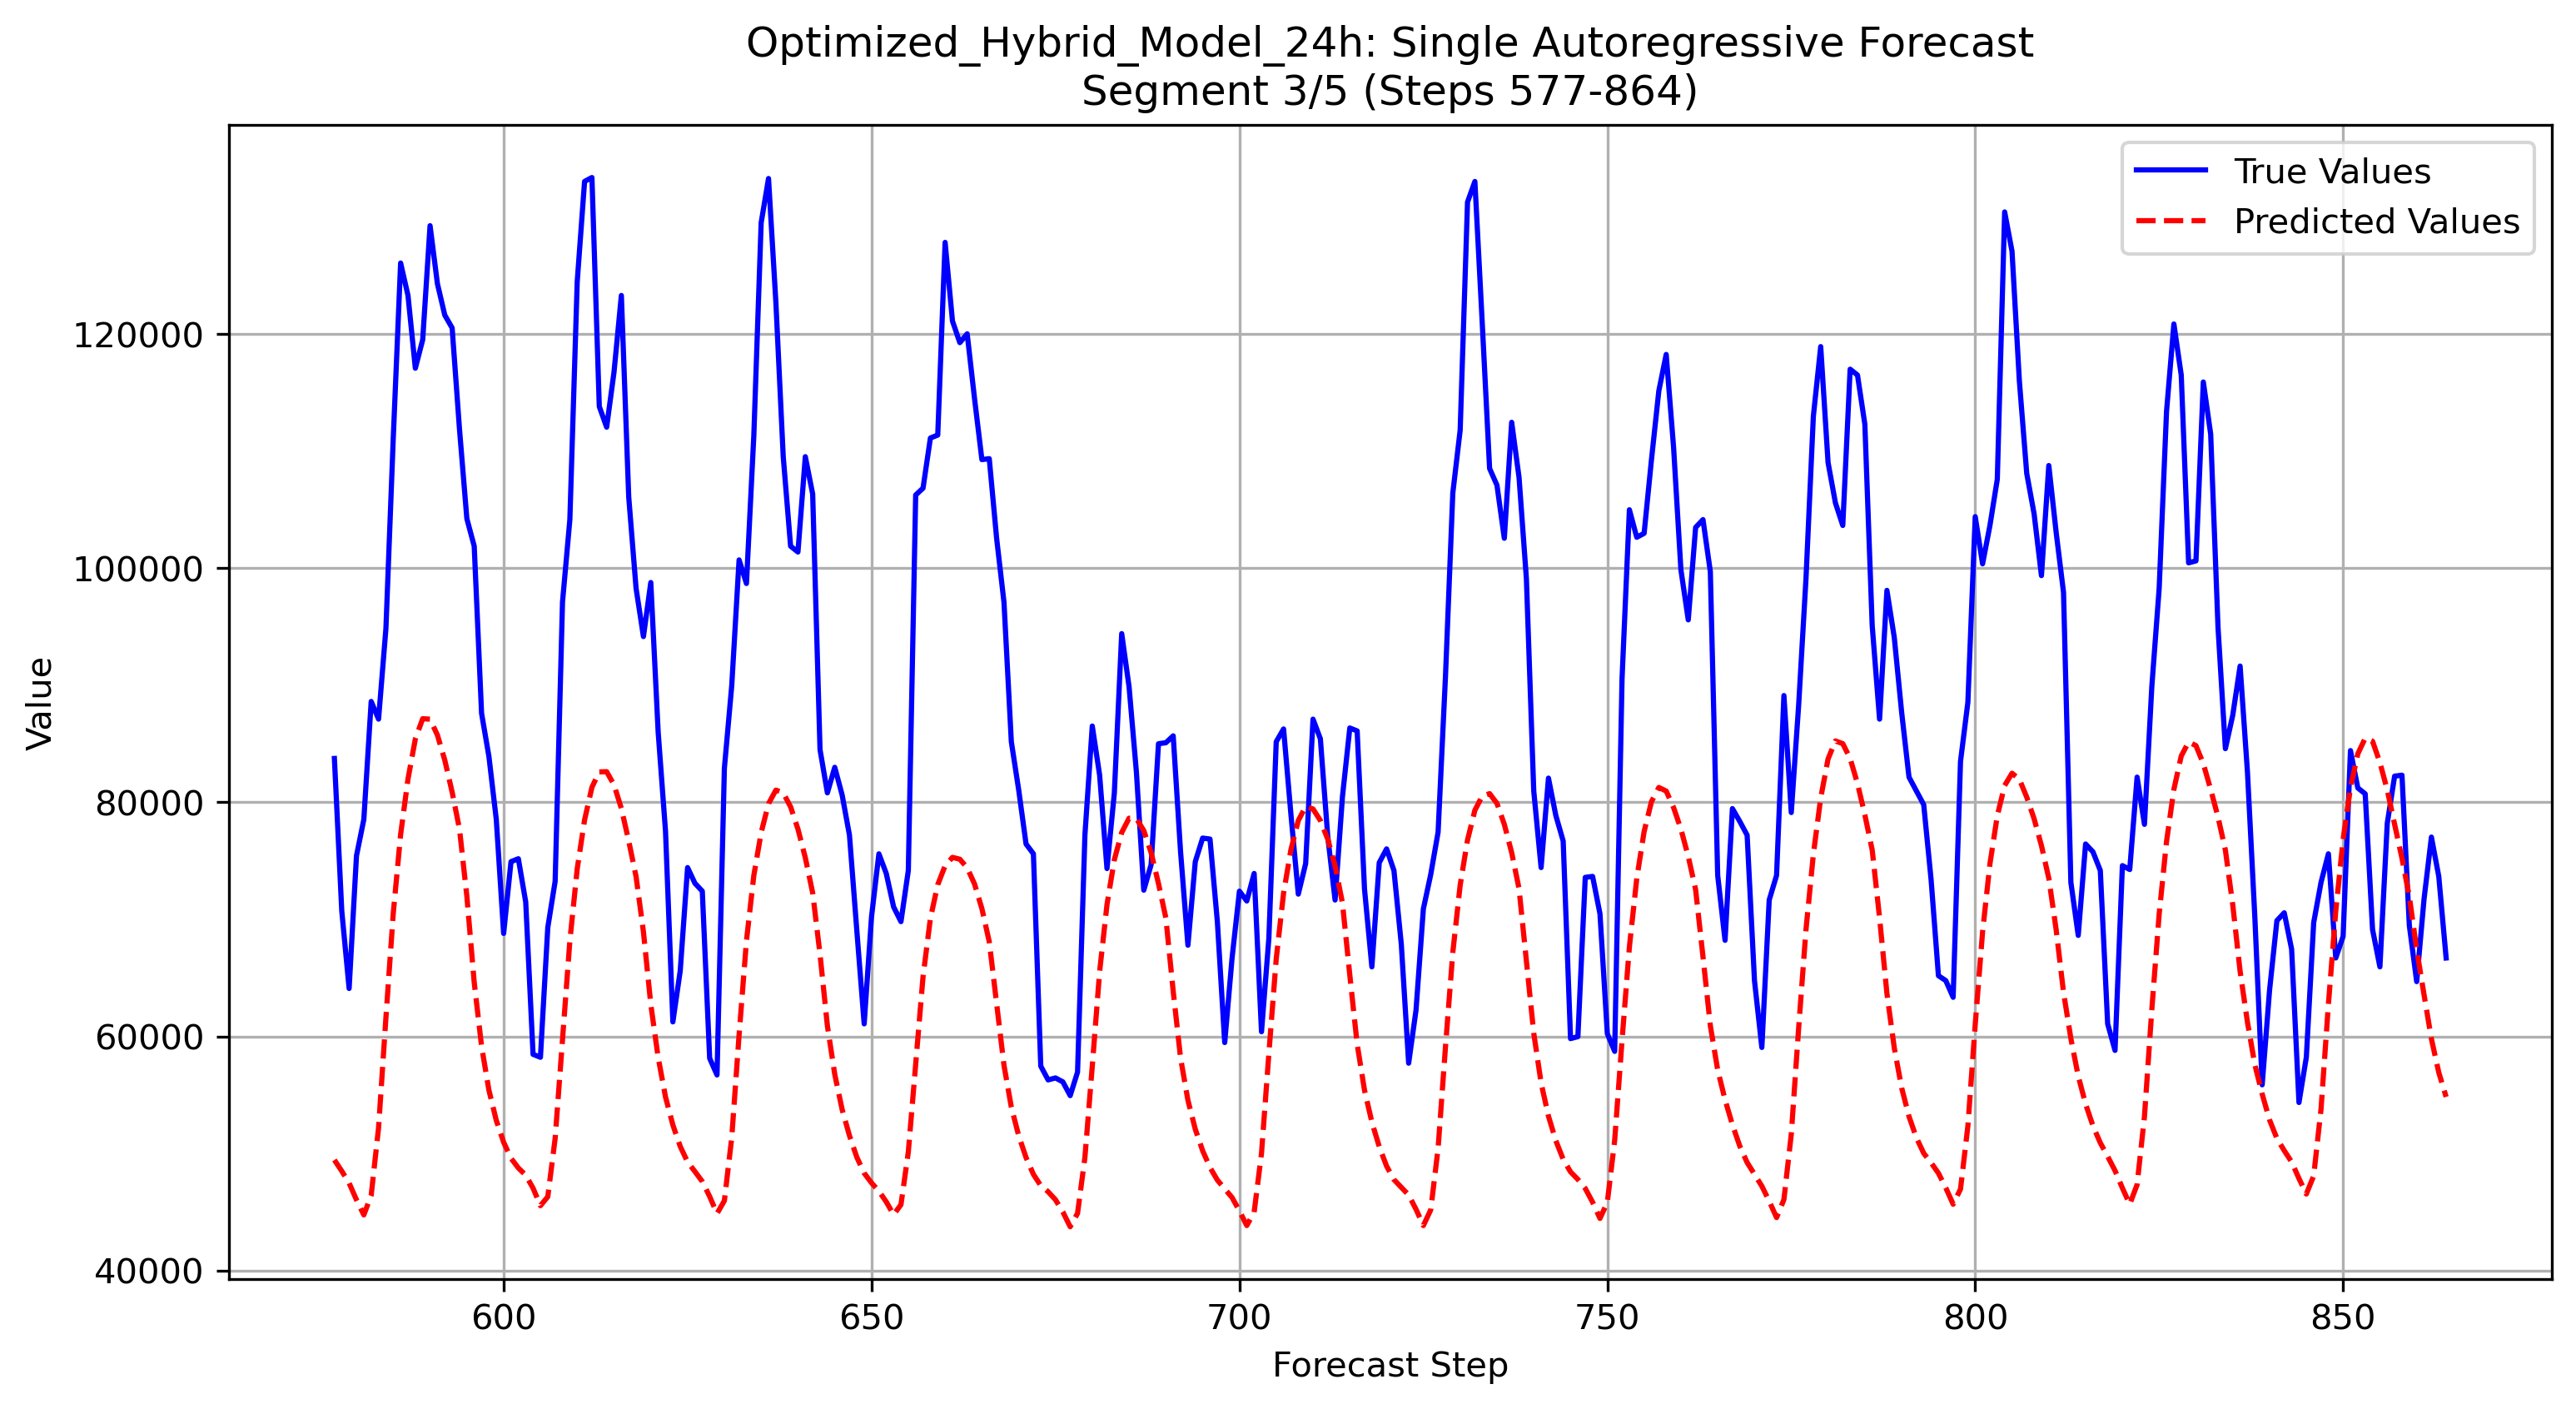 Optimized_Hybrid_Model_24h: Single Autoregressive Forecast
Segment 3/5 (Steps 577-864)
True Values
Predicted Values
Value
120000
100000
80000
60000
40000
600
650
700
750
800
850
Forecast Step